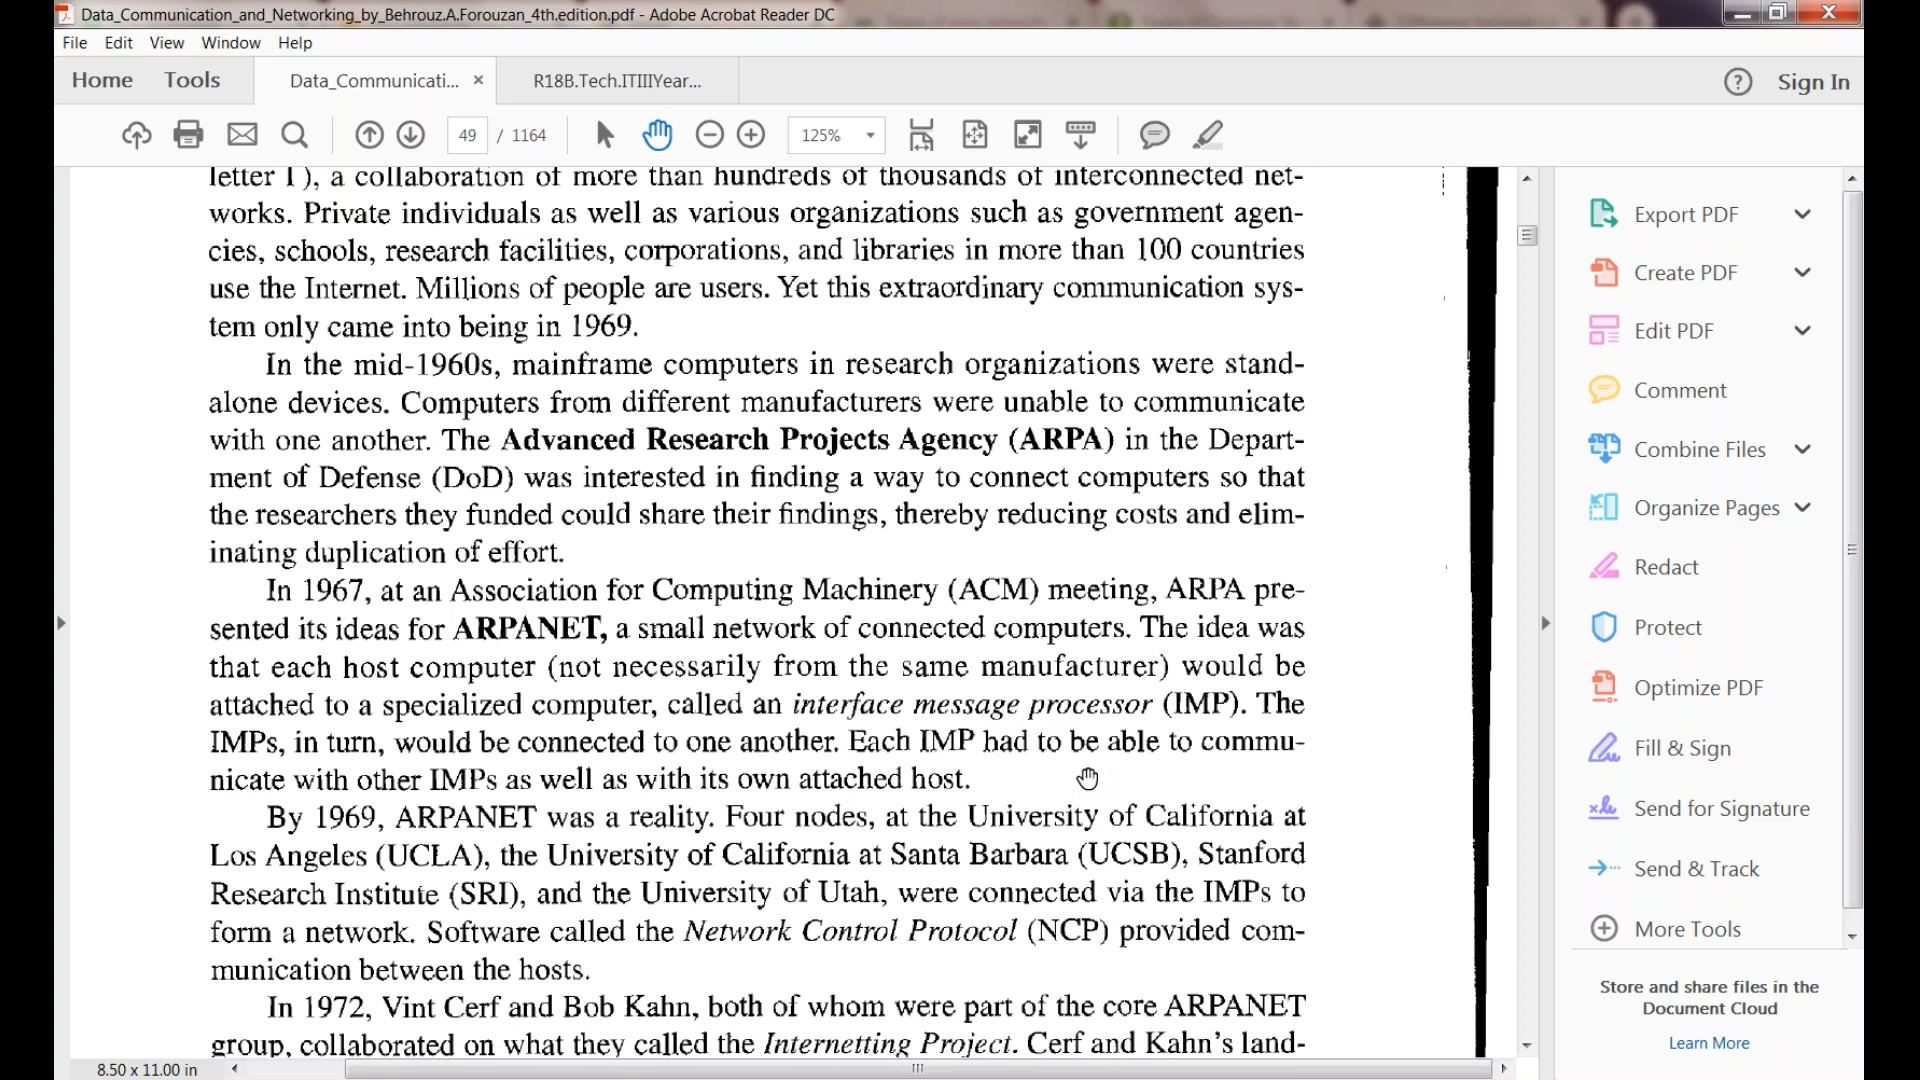 Data_Communication_and_Networking_by_Behrouz.A.Forouzan_4th.edition.pdf - Adobe Acrobat Reader DC
File Edit View Window Help
Home Tools Data_Communicati... × R18B.Tech.ITIIIYear... ? Sign In
49 / 1164 125%
letter I), a collaboration of more than hundreds of thousands of interconnected net-
works. Private individuals as well as various organizations such as government agen-
cies, schools, research facilities, corporations, and libraries in more than 100 countries
use the Internet. Millions of people are users. Yet this extraordinary communication sys-
tem only came into being in 1969.
In the mid-1960s, mainframe computers in research organizations were stand-
alone devices. Computers from different manufacturers were unable to communicate
with one another. The Advanced Research Projects Agency (ARPA) in the Depart-
ment of Defense (DoD) was interested in finding a way to connect computers so that
the researchers they funded could share their findings, thereby reducing costs and elim-
inating duplication of effort.
In 1967, at an Association for Computing Machinery (ACM) meeting, ARPA pre-
sented its ideas for ARPANET, a small network of connected computers. The idea was
that each host computer (not necessarily from the same manufacturer) would be
attached to a specialized computer, called an interface message processor (IMP). The
IMPs, in turn, would be connected to one another. Each IMP had to be able to commu-
nicate with other IMPs as well as with its own attached host.
By 1969, ARPANET was a reality. Four nodes, at the University of California at
Los Angeles (UCLA), the University of California at Santa Barbara (UCSB), Stanford
Research Institute (SRI), and the University of Utah, were connected via the IMPs to
form a network. Software called the Network Control Protocol (NCP) provided com-
munication between the hosts.
In 1972, Vint Cerf and Bob Kahn, both of whom were part of the core ARPANET
group, collaborated on what they called the Internetting Project. Cerf and Kahn's land-
8.50 x 11.00 in
Export PDF
Create PDF
Edit PDF
Comment
Combine Files
Organize Pages
Redact
Protect
Optimize PDF
Fill & Sign
Send for Signature
Send & Track
More Tools
Store and share files in the
Document Cloud
Learn More